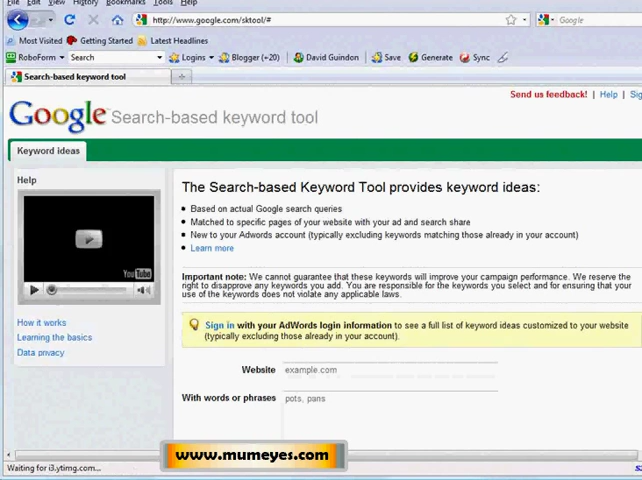 File Edit View History Bookmarks Tools Help
http://www.google.com/sktool/#
Google
Most Visited Getting Started Latest Headlines
RoboForm Search Logins Blogger (+20) David Guindon Save Generate Sync
Search-based keyword tool
Send us feedback! | Help |
Google Search-based keyword tool
Keyword ideas
Help
YouTube
How it works
Learning the basics
Data privacy
The Search-based Keyword Tool provides keyword ideas:
Based on actual Google search queries
Matched to specific pages of your website with your ad and search share
New to your Adwords account (typically excluding keywords matching those already in your account)
Learn more
Important note: We cannot guarantee that these keywords will improve your campaign performance. We reserve the
right to disapprove any keywords you add. You are responsible for the keywords you select and for ensuring that your
use of the keywords does not violate any applicable laws.
Sign in with your AdWords login information to see a full list of keyword ideas customized to your website
(typically excluding those already in your account).
Website example.com
With words or phrases pots, pans
www.mumeyes.com
Waiting for i3.ytimg.com...